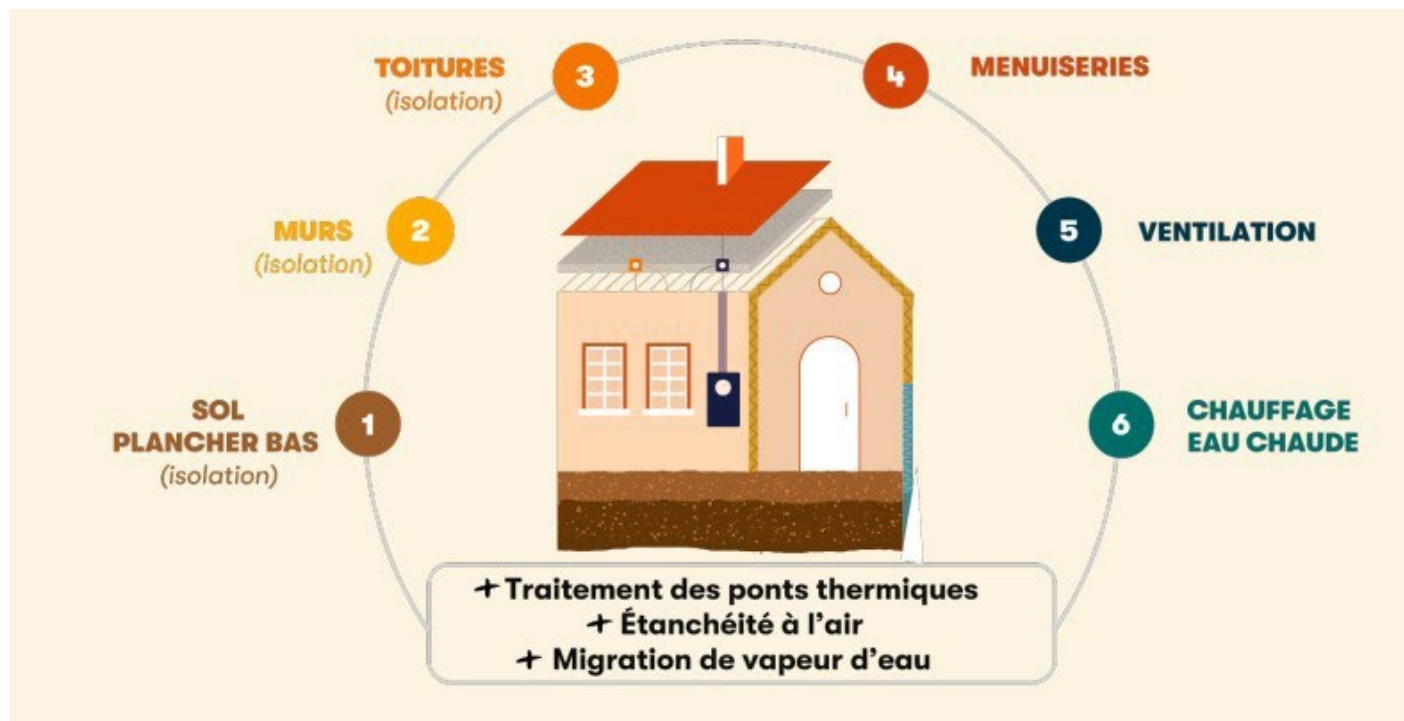 1
SOL
PLANCHER BAS
(isolation)
2
MURS
(isolation)
3
TOITURES
(isolation)
4
MENUISERIES
5
VENTILATION
6
CHAUFFAGE
EAU CHAUDE
+ Traitement des ponts thermiques
+ Étanchéité à l’air
+ Migration de vapeur d’eau